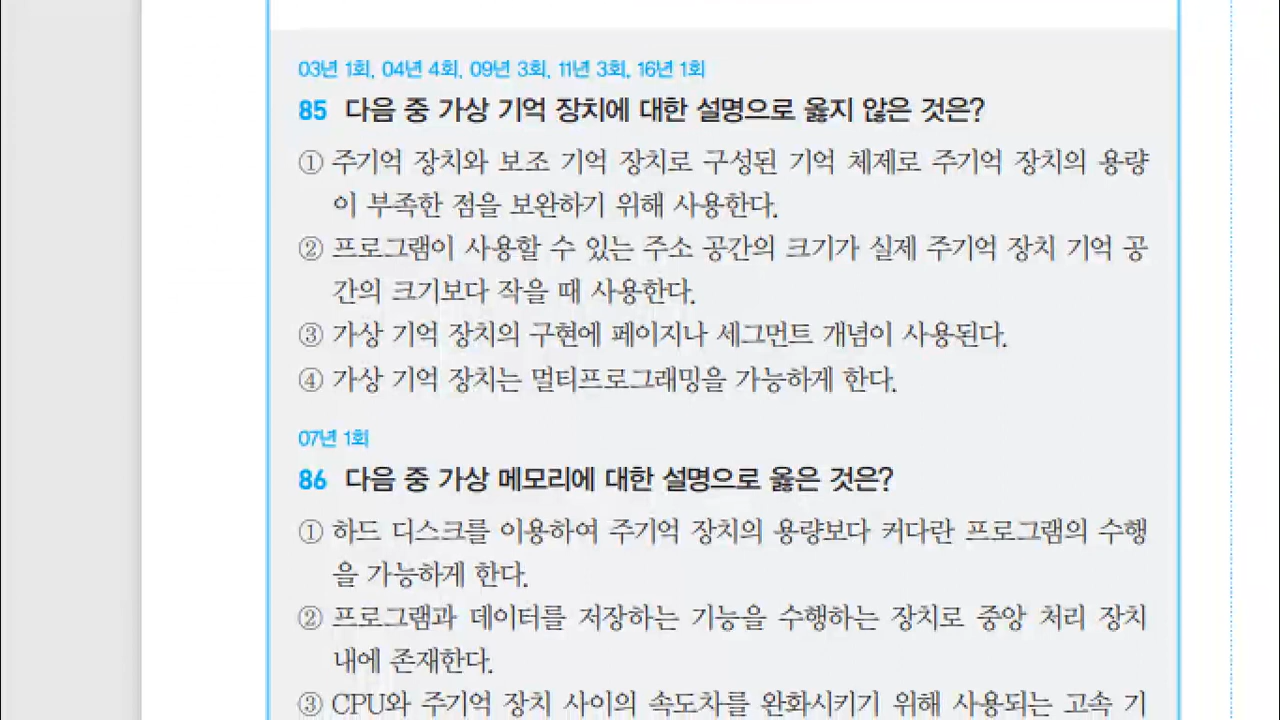 03년 1회, 04년 4회, 09년 3회, 11년 3회, 16년 1회
85 다음 중 가상 기억 장치에 대한 설명으로 옳지 않은 것은?
① 주기억 장치와 보조 기억 장치로 구성된 기억 체제로 주기억 장치의 용량
이 부족한 점을 보완하기 위해 사용한다.
② 프로그램이 사용할 수 있는 주소 공간의 크기가 실제 주기억 장치 기억 공
간의 크기보다 작을 때 사용한다.
③ 가상 기억 장치의 구현에 페이지나 세그먼트 개념이 사용된다.
④ 가상 기억 장치는 멀티프로그래밍을 가능하게 한다.
07년 1회
86 다음 중 가상 메모리에 대한 설명으로 옳은 것은?
① 하드 디스크를 이용하여 주기억 장치의 용량보다 커다란 프로그램의 수행
을 가능하게 한다.
② 프로그램과 데이터를 저장하는 기능을 수행하는 장치로 중앙 처리 장치
내에 존재한다.
③ CPU와 주기억 장치 사이의 속도차를 완화시키기 위해 사용되는 고속 기